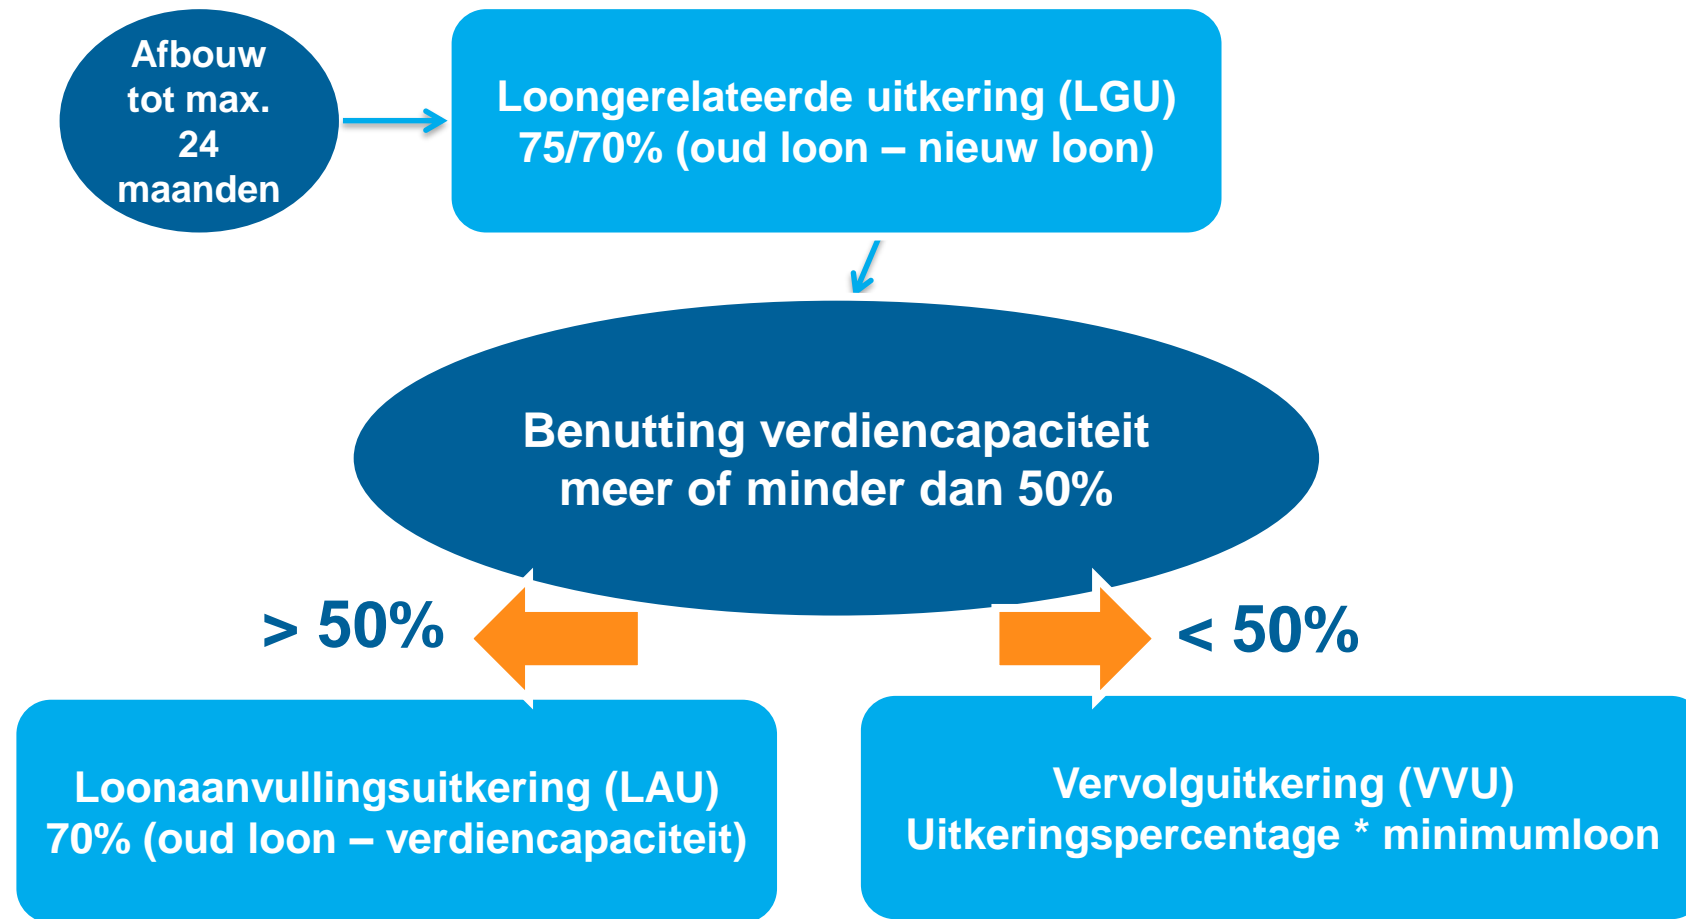 Afbouw
tot max.
24
maanden
Loongerelateerde uitkering (LGU)
75/70% (oud loon – nieuw loon)
Benutting verdiencapaciteit
meer of minder dan 50%
> 50%
< 50%
Loonaanvullingsuitkering (LAU)
70% (oud loon – verdiencapaciteit)
Vervolguitkering (VVU)
Uitkeringspercentage * minimumloon